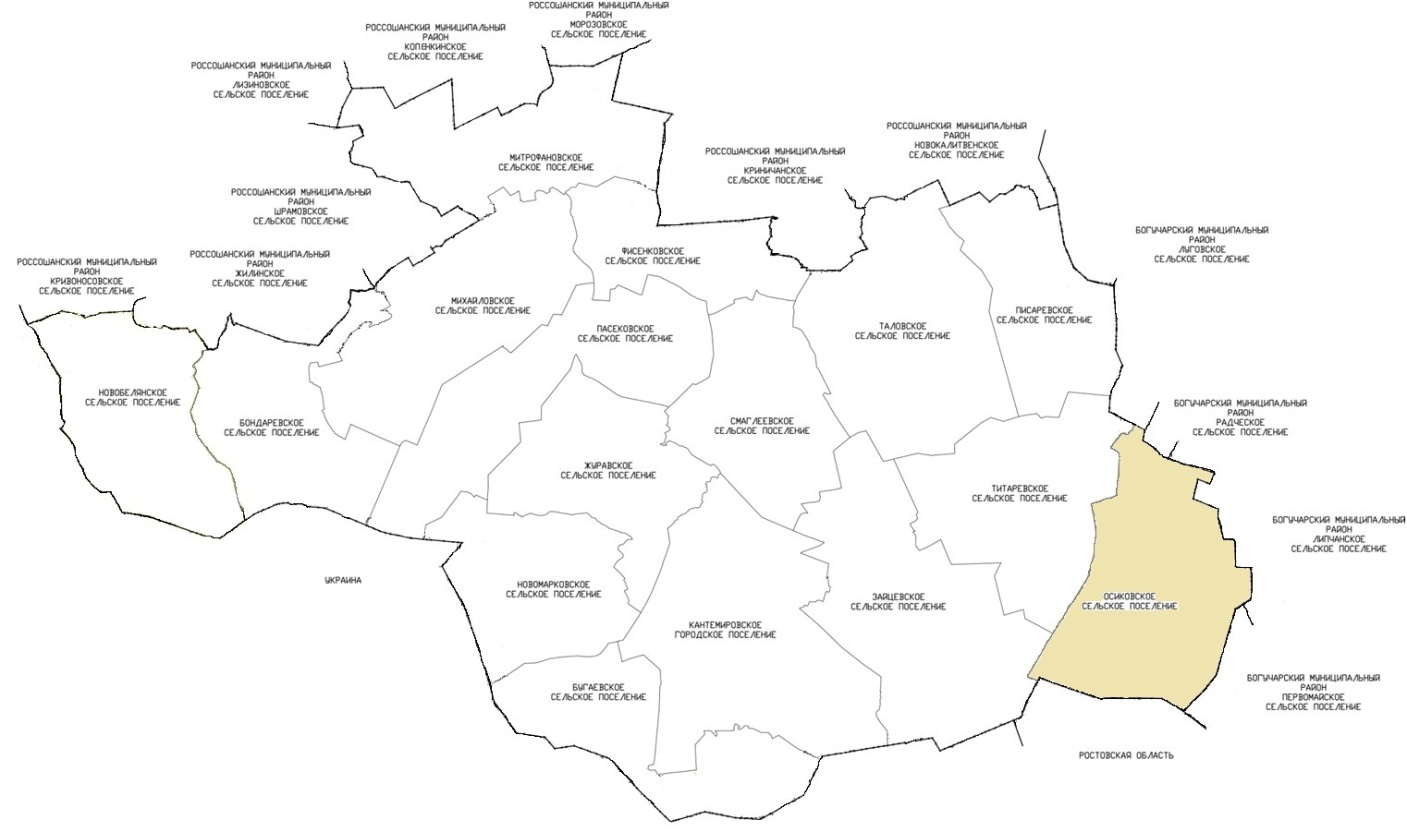 РОССОШАНСКИЙ МУНИЦИПАЛЬНЫЙ
РАЙОН
МОРОЗОВСКОЕ
СЕЛЬСКОЕ ПОСЕЛЕНИЕ
РОССОШАНСКИЙ МУНИЦИПАЛЬНЫЙ
РАЙОН
КОПЕНКИНСКОЕ
СЕЛЬСКОЕ ПОСЕЛЕНИЕ
РОССОШАНСКИЙ МУНИЦИПАЛЬНЫЙ
РАЙОН
ЛИЗИНОВСКОЕ
СЕЛЬСКОЕ ПОСЕЛЕНИЕ
РОССОШАНСКИЙ МУНИЦИПАЛЬНЫЙ
РАЙОН
НОВОКАЛИТВЕНСКОЕ
СЕЛЬСКОЕ ПОСЕЛЕНИЕ
РОССОШАНСКИЙ МУНИЦИПАЛЬНЫЙ
РАЙОН
КРИНИЧАНСКОЕ
СЕЛЬСКОЕ ПОСЕЛЕНИЕ
МИТРОФАНОВСКОЕ
СЕЛЬСКОЕ ПОСЕЛЕНИЕ
РОССОШАНСКИЙ МУНИЦИПАЛЬНЫЙ
РАЙОН
ШРАМОВСКОЕ
СЕЛЬСКОЕ ПОСЕЛЕНИЕ
БОГУЧАРСКИЙ МУНИЦИПАЛЬНЫЙ
РАЙОН
ЛУГОВСКОЕ
СЕЛЬСКОЕ ПОСЕЛЕНИЕ
РОССОШАНСКИЙ МУНИЦИПАЛЬНЫЙ
РАЙОН
КРИВОНОСОВСКОЕ
СЕЛЬСКОЕ ПОСЕЛЕНИЕ
РОССОШАНСКИЙ МУНИЦИПАЛЬНЫЙ
РАЙОН
ЖИЛИНСКОЕ
СЕЛЬСКОЕ ПОСЕЛЕНИЕ
ФИСЕНКОВСКОЕ
СЕЛЬСКОЕ ПОСЕЛЕНИЕ
МИХАЙЛОВСКОЕ
СЕЛЬСКОЕ ПОСЕЛЕНИЕ
ПАСЕКОВСКОЕ
СЕЛЬСКОЕ ПОСЕЛЕНИЕ
ТАЛОВСКОЕ
СЕЛЬСКОЕ ПОСЕЛЕНИЕ
ПИСАРЕВСКОЕ
СЕЛЬСКОЕ ПОСЕЛЕНИЕ
НОВОБЕЛЯНСКОЕ
СЕЛЬСКОЕ ПОСЕЛЕНИЕ
БОНДАРЕВСКОЕ
СЕЛЬСКОЕ ПОСЕЛЕНИЕ
СМАГЛЕЕВСКОЕ
СЕЛЬСКОЕ ПОСЕЛЕНИЕ
БОГУЧАРСКИЙ МУНИЦИПАЛЬНЫЙ
РАЙОН
РАДЧЕСКОЕ
СЕЛЬСКОЕ ПОСЕЛЕНИЕ
ЖУРАВСКОЕ
СЕЛЬСКОЕ ПОСЕЛЕНИЕ
ТИТАРЕВСКОЕ
СЕЛЬСКОЕ ПОСЕЛЕНИЕ
БОГУЧАРСКИЙ МУНИЦИПАЛЬНЫЙ
РАЙОН
ЛИПЧАНСКОЕ
СЕЛЬСКОЕ ПОСЕЛЕНИЕ
УКРАИНА
НОВОМАРКОВСКОЕ
СЕЛЬСКОЕ ПОСЕЛЕНИЕ
ЗАЙЦЕВСКОЕ
СЕЛЬСКОЕ ПОСЕЛЕНИЕ
ОСИКОВСКОЕ
СЕЛЬСКОЕ ПОСЕЛЕНИЕ
КАНТЕМИРОВСКОЕ
ГОРОДСКОЕ ПОСЕЛЕНИЕ
БУГАЕВСКОЕ
СЕЛЬСКОЕ ПОСЕЛЕНИЕ
БОГУЧАРСКИЙ МУНИЦИПАЛЬНЫЙ
РАЙОН
ПЕРВОМАЙСКОЕ
СЕЛЬСКОЕ ПОСЕЛЕНИЕ
РОСТОВСКАЯ ОБЛАСТЬ